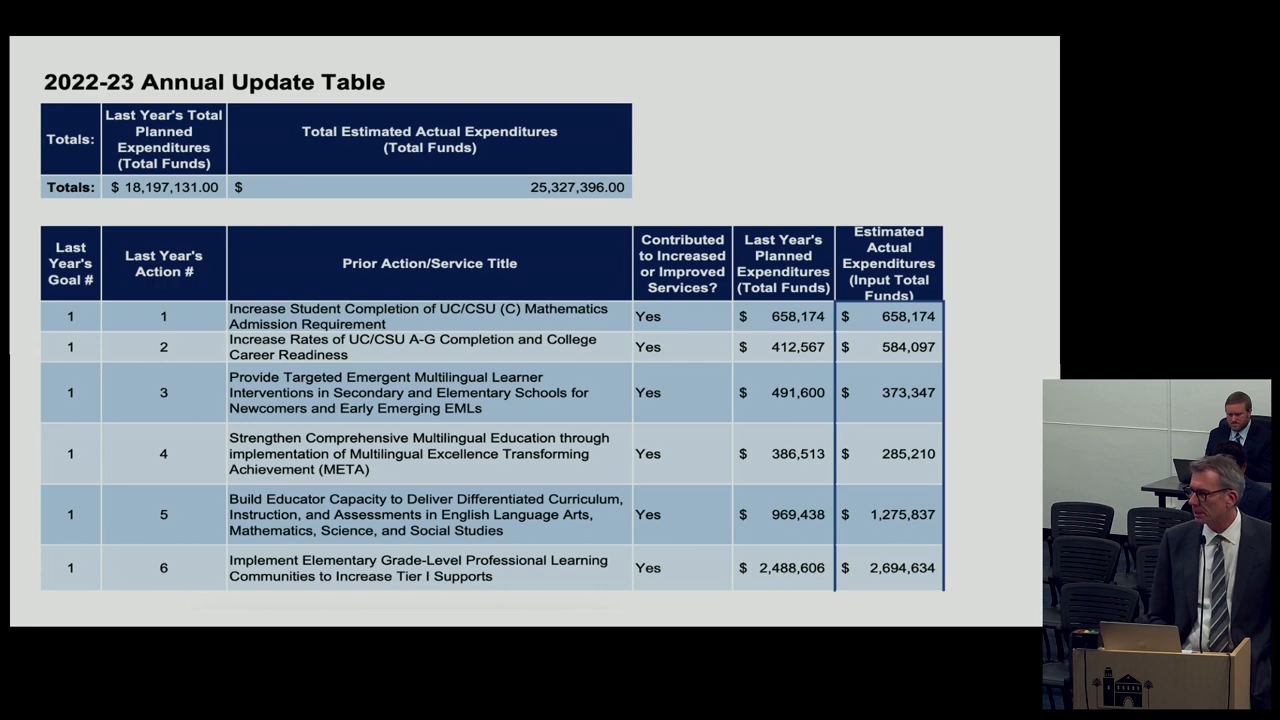 2022-23 Annual Update Table
Totals:
Last Year's Total
Planned
Expenditures
(Total Funds)
Total Estimated Actual Expenditures
(Total Funds)
Totals: $ 18,197,131.00 $ 25,327,396.00
Last
Year's
Goal #
Last Year's
Action #
Prior Action/Service Title
Contributed
to Increased
or Improved
Services?
Last Year's
Planned
Expenditures
(Total Funds)
Estimated
Actual
Expenditures
(Input Total
Funds)
1 1
Increase Student Completion of UC/CSU (C) Mathematics
Admission Requirement
Yes $ 658,174 $ 658,174
1 2
Increase Rates of UC/CSU A-G Completion and College
Career Readiness
Yes $ 412,567 $ 584,097
1 3
Provide Targeted Emergent Multilingual Learner
Interventions in Secondary and Elementary Schools for
Newcomers and Early Emerging EMLs
Yes $ 491,600 $ 373,347
1 4
Strengthen Comprehensive Multilingual Education through
implementation of Multilingual Excellence Transforming
Achievement (META)
Yes $ 386,513 $ 285,210
1 5
Build Educator Capacity to Deliver Differentiated Curriculum,
Instruction, and Assessments in English Language Arts,
Mathematics, Science, and Social Studies
Yes $ 969,438 $ 1,275,837
1 6
Implement Elementary Grade-Level Professional Learning
Communities to Increase Tier I Supports
Yes $ 2,488,606 $ 2,694,634